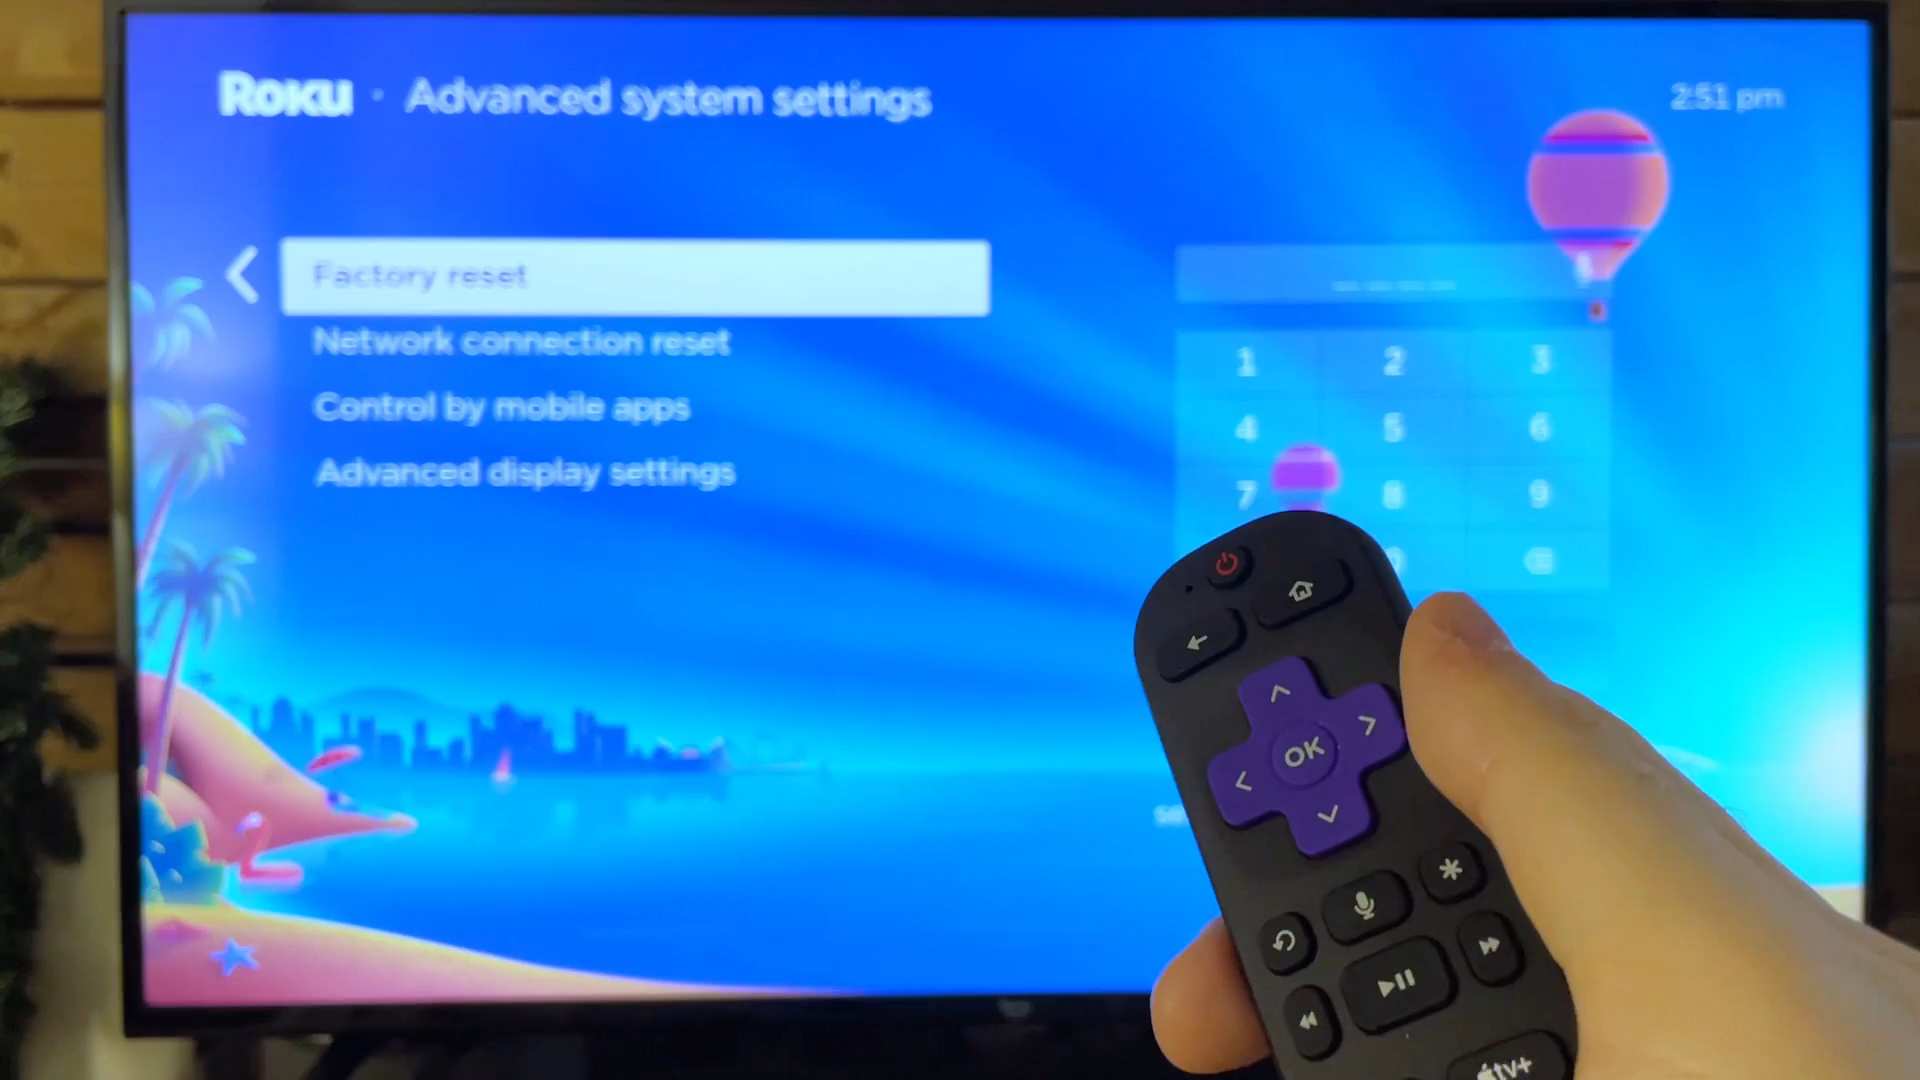 Roku · Advanced system settings
2:51 pm
Factory reset
Network connection reset
Control by mobile apps
Advanced display settings
1 2 3
4 5 6
7 8 9
OK
tv+